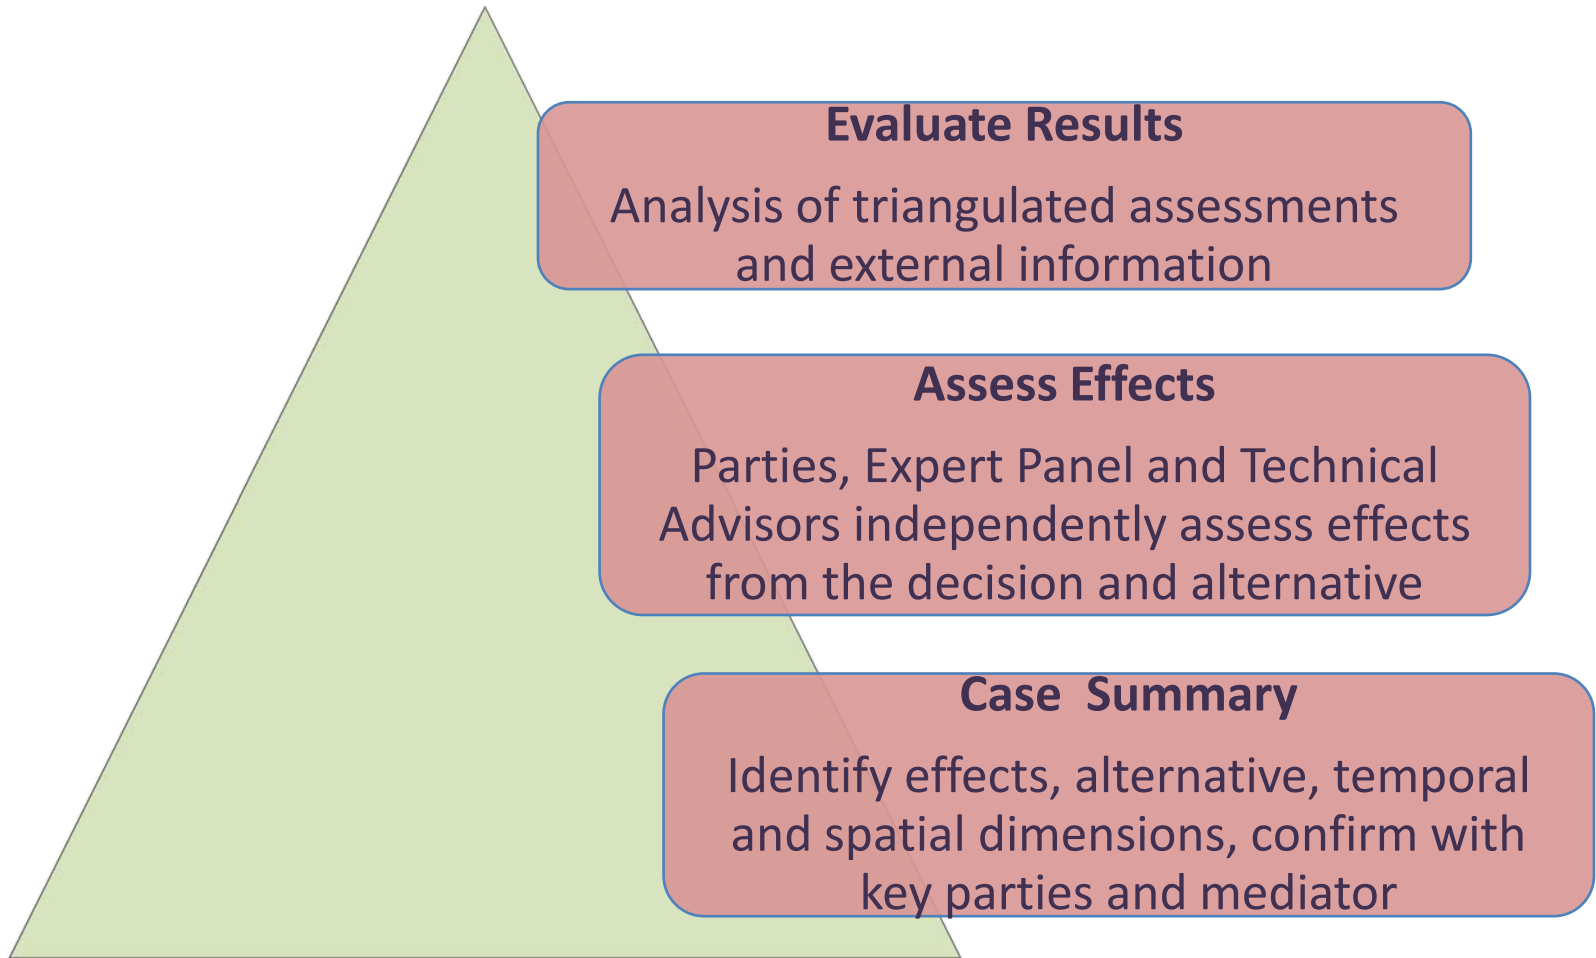 Evaluate Results
Analysis of triangulated assessments
and external information
Assess Effects
Parties, Expert Panel and Technical
Advisors independently assess effects
from the decision and alternative
Case  Summary
Identify effects, alternative, temporal
and spatial dimensions, confirm with
key parties and mediator